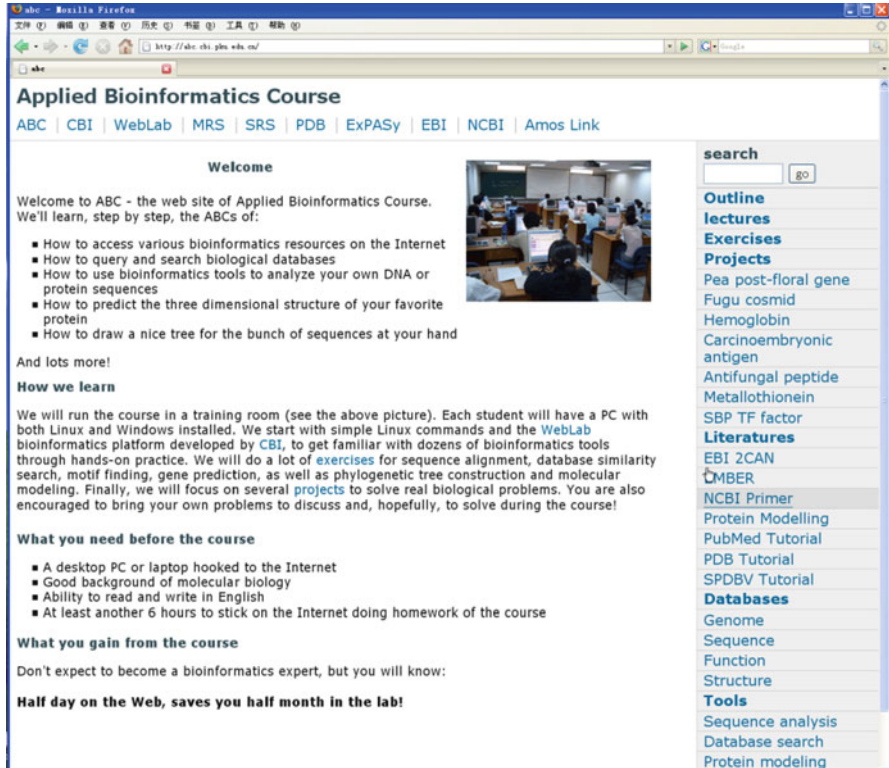 abc - Mozilla Firefox
文件 (F) 编辑 (E) 查看 (V) 历史 (S) 书签 (B) 工具 (T) 帮助 (H)
http://abc.cbi.pku.edu.cn/
Google
abc
Applied Bioinformatics Course
ABC | CBI | WebLab | MRS | SRS | PDB | ExPASy | EBI | NCBI | Amos Link
Welcome
Welcome to ABC - the web site of Applied Bioinformatics Course.
We'll learn, step by step, the ABCs of:
■ How to access various bioinformatics resources on the Internet
■ How to query and search biological databases
■ How to use bioinformatics tools to analyze your own DNA or
protein sequences
■ How to predict the three dimensional structure of your favorite
protein
■ How to draw a nice tree for the bunch of sequences at your hand
And lots more!
How we learn
We will run the course in a training room (see the above picture). Each student will have a PC with
both Linux and Windows installed. We start with simple Linux commands and the WebLab
bioinformatics platform developed by CBI, to get familiar with dozens of bioinformatics tools
through hands-on practice. We will do a lot of exercises for sequence alignment, database similarity
search, motif finding, gene prediction, as well as phylogenetic tree construction and molecular
modeling. Finally, we will focus on several projects to solve real biological problems. You are also
encouraged to bring your own problems to discuss and, hopefully, to solve during the course!
What you need before the course
■ A desktop PC or laptop hooked to the Internet
■ Good background of molecular biology
■ Ability to read and write in English
■ At least another 6 hours to stick on the Internet doing homework of the course
What you gain from the course
Don't expect to become a bioinformatics expert, but you will know:
Half day on the Web, saves you half month in the lab!
search
go
Outline
lectures
Exercises
Projects
Pea post-floral gene
Fugu cosmid
Hemoglobin
Carcinoembryonic
antigen
Antifungal peptide
Metallothionein
SBP TF factor
Literatures
EBI 2CAN
EMBER
NCBI Primer
Protein Modelling
PubMed Tutorial
PDB Tutorial
SPDBV Tutorial
Databases
Genome
Sequence
Function
Structure
Tools
Sequence analysis
Database search
Protein modeling